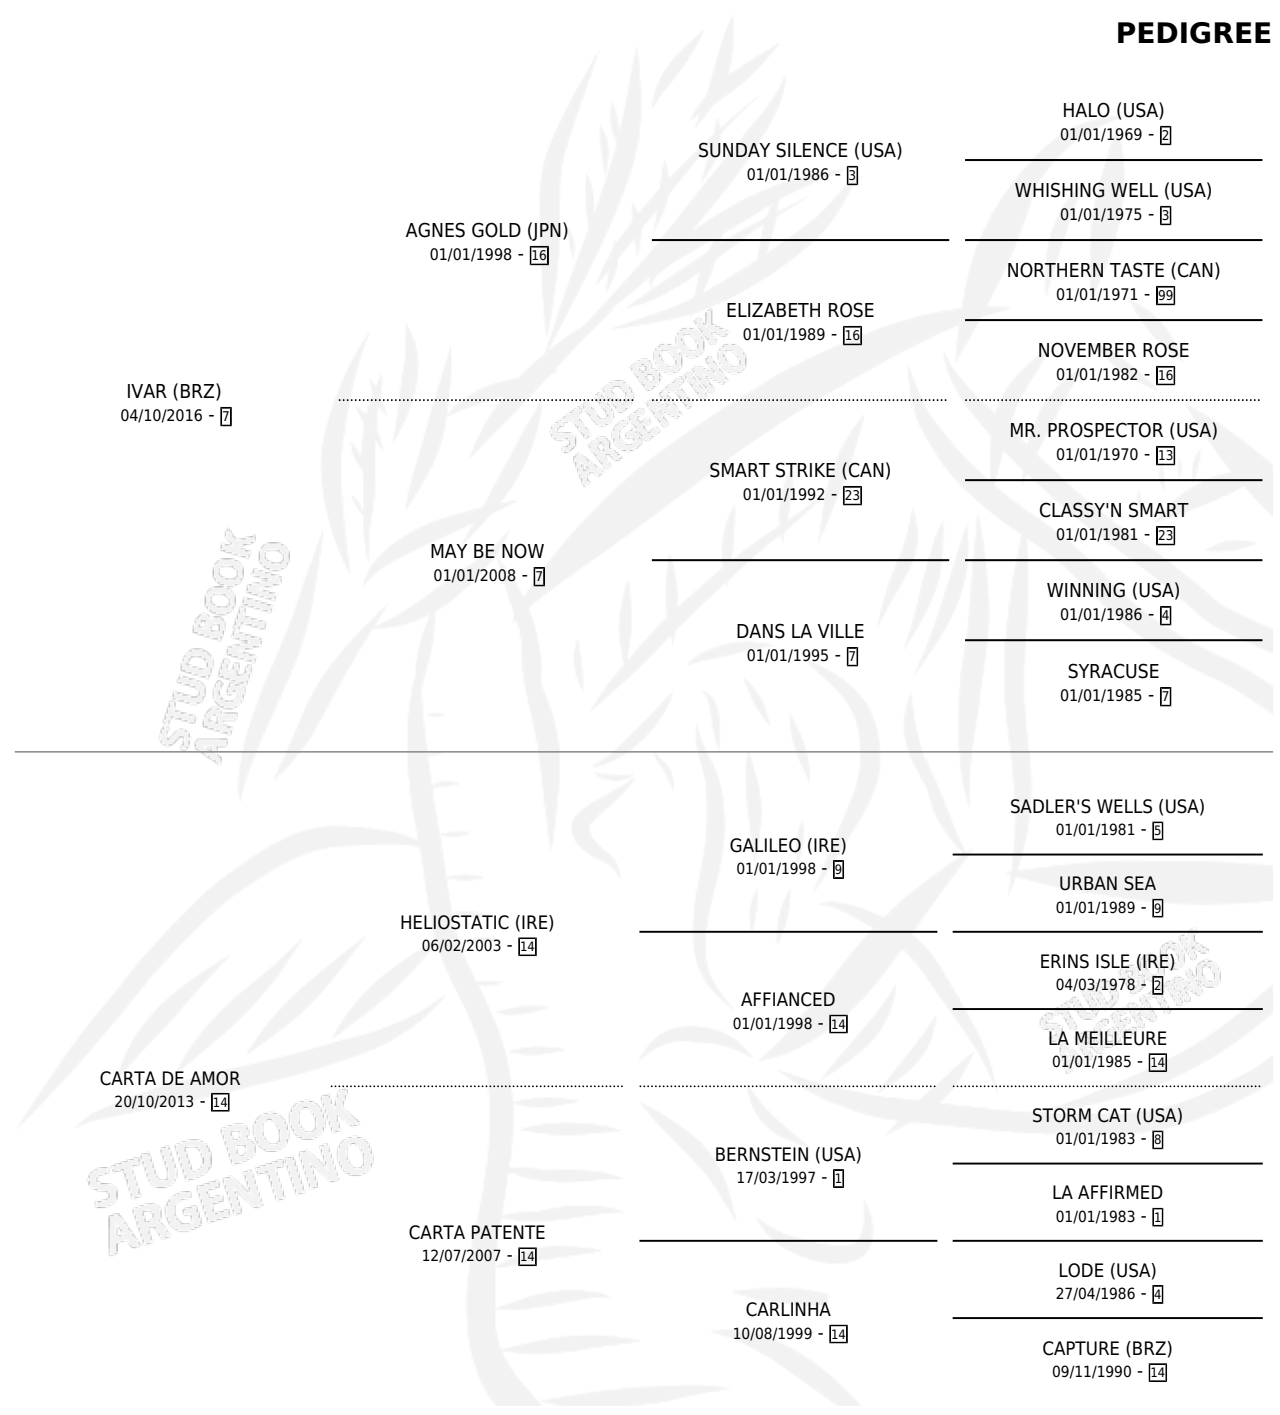 PEDIGREE
HALO (USA)
01/01/1969 - 2
SUNDAY SILENCE (USA)
01/01/1986 - 3
WHISHING WELL (USA)
01/01/1975 - 3
AGNES GOLD (JPN)
01/01/1998 - 16
NORTHERN TASTE (CAN)
01/01/1971 - 99
ELIZABETH ROSE
01/01/1989 - 16
NOVEMBER ROSE
01/01/1982 - 16
IVAR (BRZ)
04/10/2016 - 7
MR. PROSPECTOR (USA)
01/01/1970 - 13
SMART STRIKE (CAN)
01/01/1992 - 23
CLASSY'N SMART
01/01/1981 - 23
MAY BE NOW
01/01/2008 - 7
WINNING (USA)
01/01/1986 - 4
DANS LA VILLE
01/01/1995 - 7
SYRACUSE
01/01/1985 - 7
SADLER'S WELLS (USA)
01/01/1981 - 5
GALILEO (IRE)
01/01/1998 - 9
URBAN SEA
01/01/1989 - 9
HELIOSTATIC (IRE)
06/02/2003 - 14
ERINS ISLE (IRE)
04/03/1978 - 2
AFFIANCED
01/01/1998 - 14
LA MEILLEURE
01/01/1985 - 14
CARTA DE AMOR
20/10/2013 - 14
STORM CAT (USA)
01/01/1983 - 8
BERNSTEIN (USA)
17/03/1997 - 1
LA AFFIRMED
01/01/1983 - 1
CARTA PATENTE
12/07/2007 - 14
LODE (USA)
27/04/1986 - 4
CARLINHA
10/08/1999 - 14
CAPTURE (BRZ)
09/11/1990 - 14
STUD BOOK
ARGENTINO
STUD BOOK
ARGENTINO
STUD BOOK
ARGENTINO
STUD BOOK
ARGENTINO